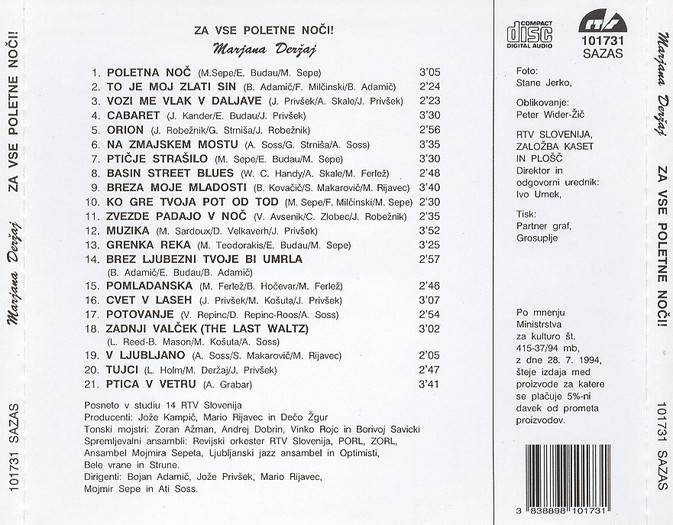 ZA VSE POLETNE NOČI!
Marjana Deržaj
1. POLETNA NOČ (M.Sepe/E. Budau/M. Sepe) 3'05
2. TO JE MOJ ZLATI SIN (B. Adamič/F. Milčinski/B. Adamič) 2'24
3. VOZI ME VLAK V DALJAVE (J. Privšek/A. Skale/J. Privšek) 2'23
4. CABARET (J. Kander/E. Budau/J. Privšek) 3'30
5. ORION (J. Robežnik/G. Strniša/J. Robežnik) 2'56
6. NA ZMAJSKEM MOSTU (A. Soss/G. Strniša/A. Soss) 3'35
7. PTIČJE STRAŠILO (M. Sepe/E. Budau/M. Sepe) 3'30
8. BASIN STREET BLUES (W. C. Handy/A. Skale/M. Ferlež) 3'48
9. BREZA MOJE MLADOSTI (B. Kovačič/S. Makarovič/M. Rijavec) 3'40
10. KO GRE TVOJA POT OD TOD (M. Sepe/F. Milčinski/M. Sepe) 2'30
11. ZVEZDE PADAJO V NOČ (V. Avsenik/C. Zlobec/J. Robežnik) 2'35
12. MUZIKA (M. Sardoux/D. Velkaverh/J. Privšek) 3'52
13. GRENKA REKA (M. Teodorakis/E. Budau/M. Sepe) 3'25
14. BREZ LJUBEZNI TVOJE BI UMRLA 2'57
(B. Adamič/E. Budau/B. Adamič)
15. POMLADANSKA (M. Ferlež/B. Hočevar/M. Ferlež) 2'46
16. CVET V LASEH (J. Privšek/M. Košuta/J. Privšek) 3'07
17. POTOVANJE (V. Repinc/D. Repinc-Roos/A. Soss) 2'54
18. ZADNJI VALČEK (THE LAST WALTZ) 3'02
(L. Reed-B. Mason/M. Košuta/A. Soss)
19. V LJUBLJANO (A. Soss/S. Makarovič/M. Rijavec) 2'05
20. TUJCI (L. Holm/M. Deržaj/J. Privšek) 2'47
21. PTICA V VETRU (A. Grabar) 3'41
Posneto v studiu 14 RTV Slovenija
Producenti: Jože Kampič, Mario Rijavec in Dečo Žgur
Tonski mojstri: Zoran Ažman, Andrej Dobrin, Vinko Rojc in Borivoj Savicki
Spremljevalni ansambli: Revijski orkester RTV Slovenija, PORL, ZORL,
Ansambel Mojmira Sepeta, Ljubljanski jazz ansambel in Optimisti,
Bele vrane in Strune.
Dirigenti: Bojan Adamič, Jože Privšek, Mario Rijavec,
Mojmir Sepe in Ati Soss.
COMPACT
disc
DIGITAL AUDIO
101731
SAZAS
Foto:
Stane Jerko,
Oblikovanje:
Peter Wider-Žič
RTV SLOVENIJA,
ZALOŽBA KASET
IN PLOŠČ
Direktor in
odgovorni urednik:
Ivo Umek,
Tisk:
Partner graf,
Grosuplje
Po mnenju
Ministrstva
za kulturo št.
415-37/94 mb,
z dne 28. 7. 1994,
šteje izdaja med
proizvode za katere
se plačuje 5%-ni
davek od prometa
proizvodov.
3 838898 101731
101731 SAZAS Marjana Deržaj ZA VSE POLETNE NOČI!!
Marjana Deržaj ZA VSE POLETNE NOČI!! 101731 SAZAS